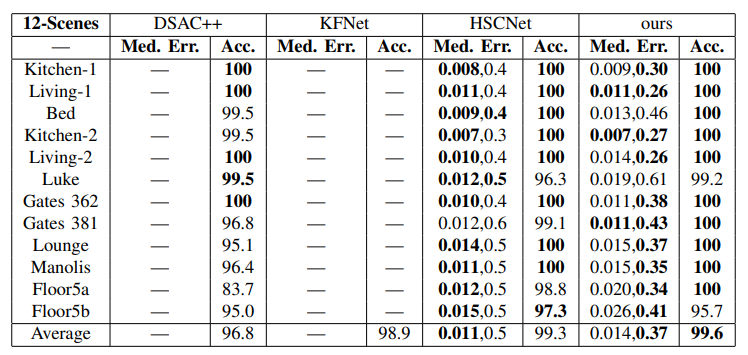 12-Scenes DSAC++ KFNet HSCNet ours
— Med. Err. Acc. Med. Err. Acc. Med. Err. Acc. Med. Err. Acc.
Kitchen-1 — 100 — — 0.008,0.4 100 0.009,0.30 100
Living-1 — 100 — — 0.011,0.4 100 0.011,0.26 100
Bed — 99.5 — — 0.009,0.4 100 0.013,0.46 100
Kitchen-2 — 99.5 — — 0.007,0.3 100 0.007,0.27 100
Living-2 — 100 — — 0.010,0.4 100 0.014,0.26 100
Luke — 99.5 — — 0.012,0.5 96.3 0.019,0.61 99.2
Gates 362 — 100 — — 0.010,0.4 100 0.011,0.38 100
Gates 381 — 96.8 — — 0.012,0.6 99.1 0.011,0.43 100
Lounge — 95.1 — — 0.014,0.5 100 0.015,0.37 100
Manolis — 96.4 — — 0.011,0.5 100 0.015,0.35 100
Floor5a — 83.7 — — 0.012,0.5 98.8 0.020,0.34 100
Floor5b — 95.0 — — 0.015,0.5 97.3 0.026,0.41 95.7
Average — 96.8 — 98.9 0.011,0.5 99.3 0.014,0.37 99.6